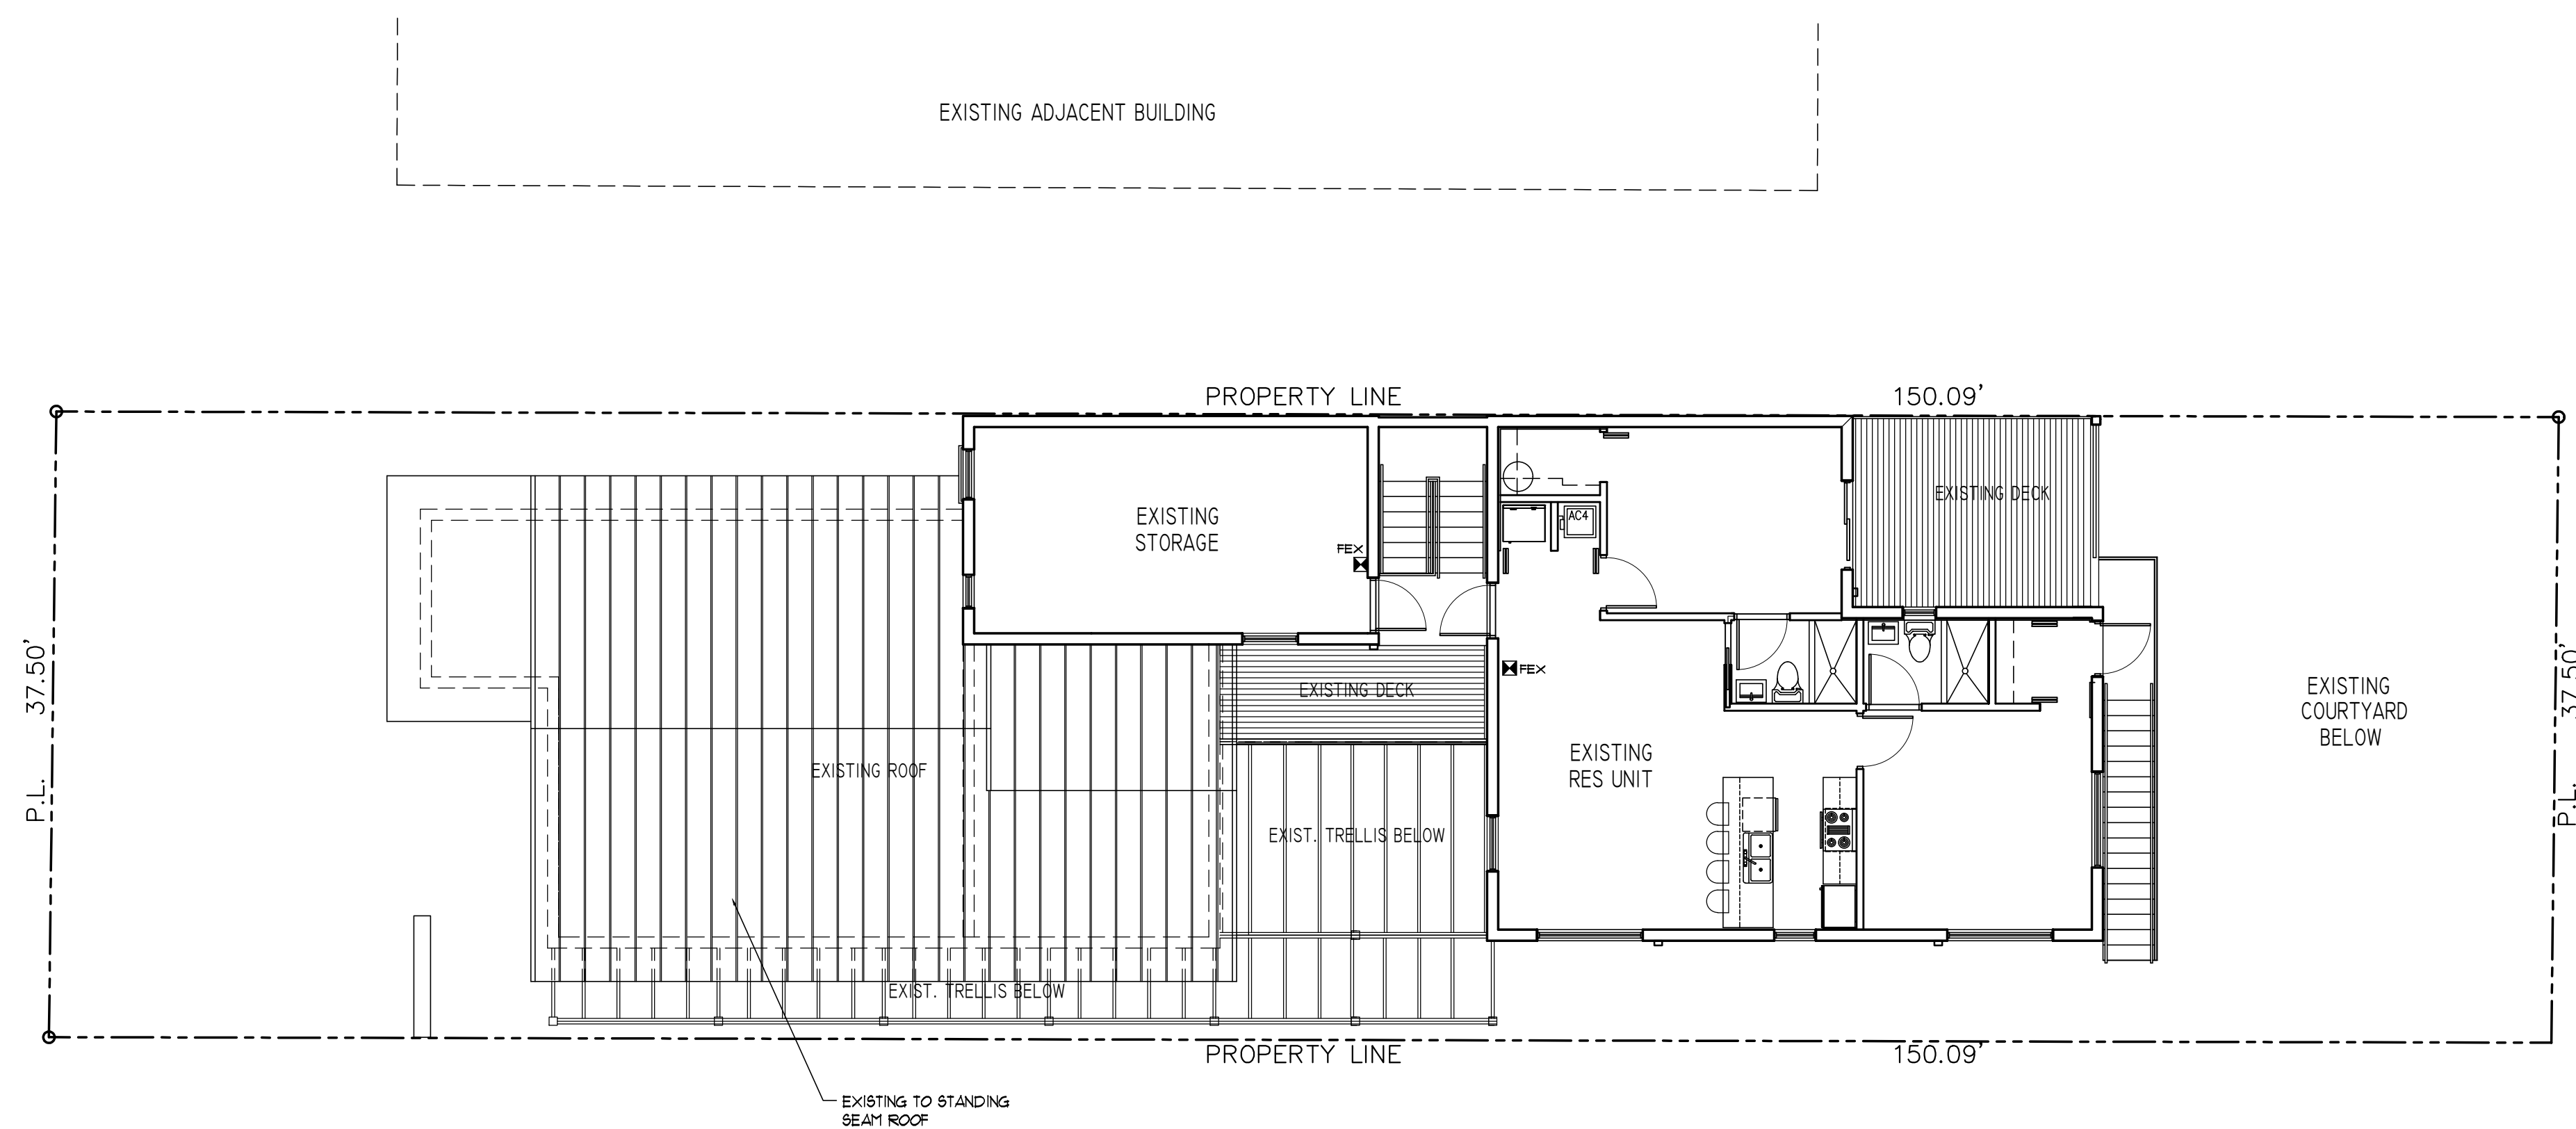 EXISTING ADJACENT BUILDING
PROPERTY LINE
150.09'
EXISTING DECK
EXISTING
STORAGE
AC4
FEX
P.L. 37.50'
P.L. 37.50'
FEX
EXISTING DECK
EXISTING
COURTYARD
BELOW
EXISTING
RES UNIT
EXISTING ROOF
EXIST. TRELLIS BELOW
EXIST. TRELLIS BELOW
PROPERTY LINE
150.09'
EXISTING TO STANDING
SEAM ROOF